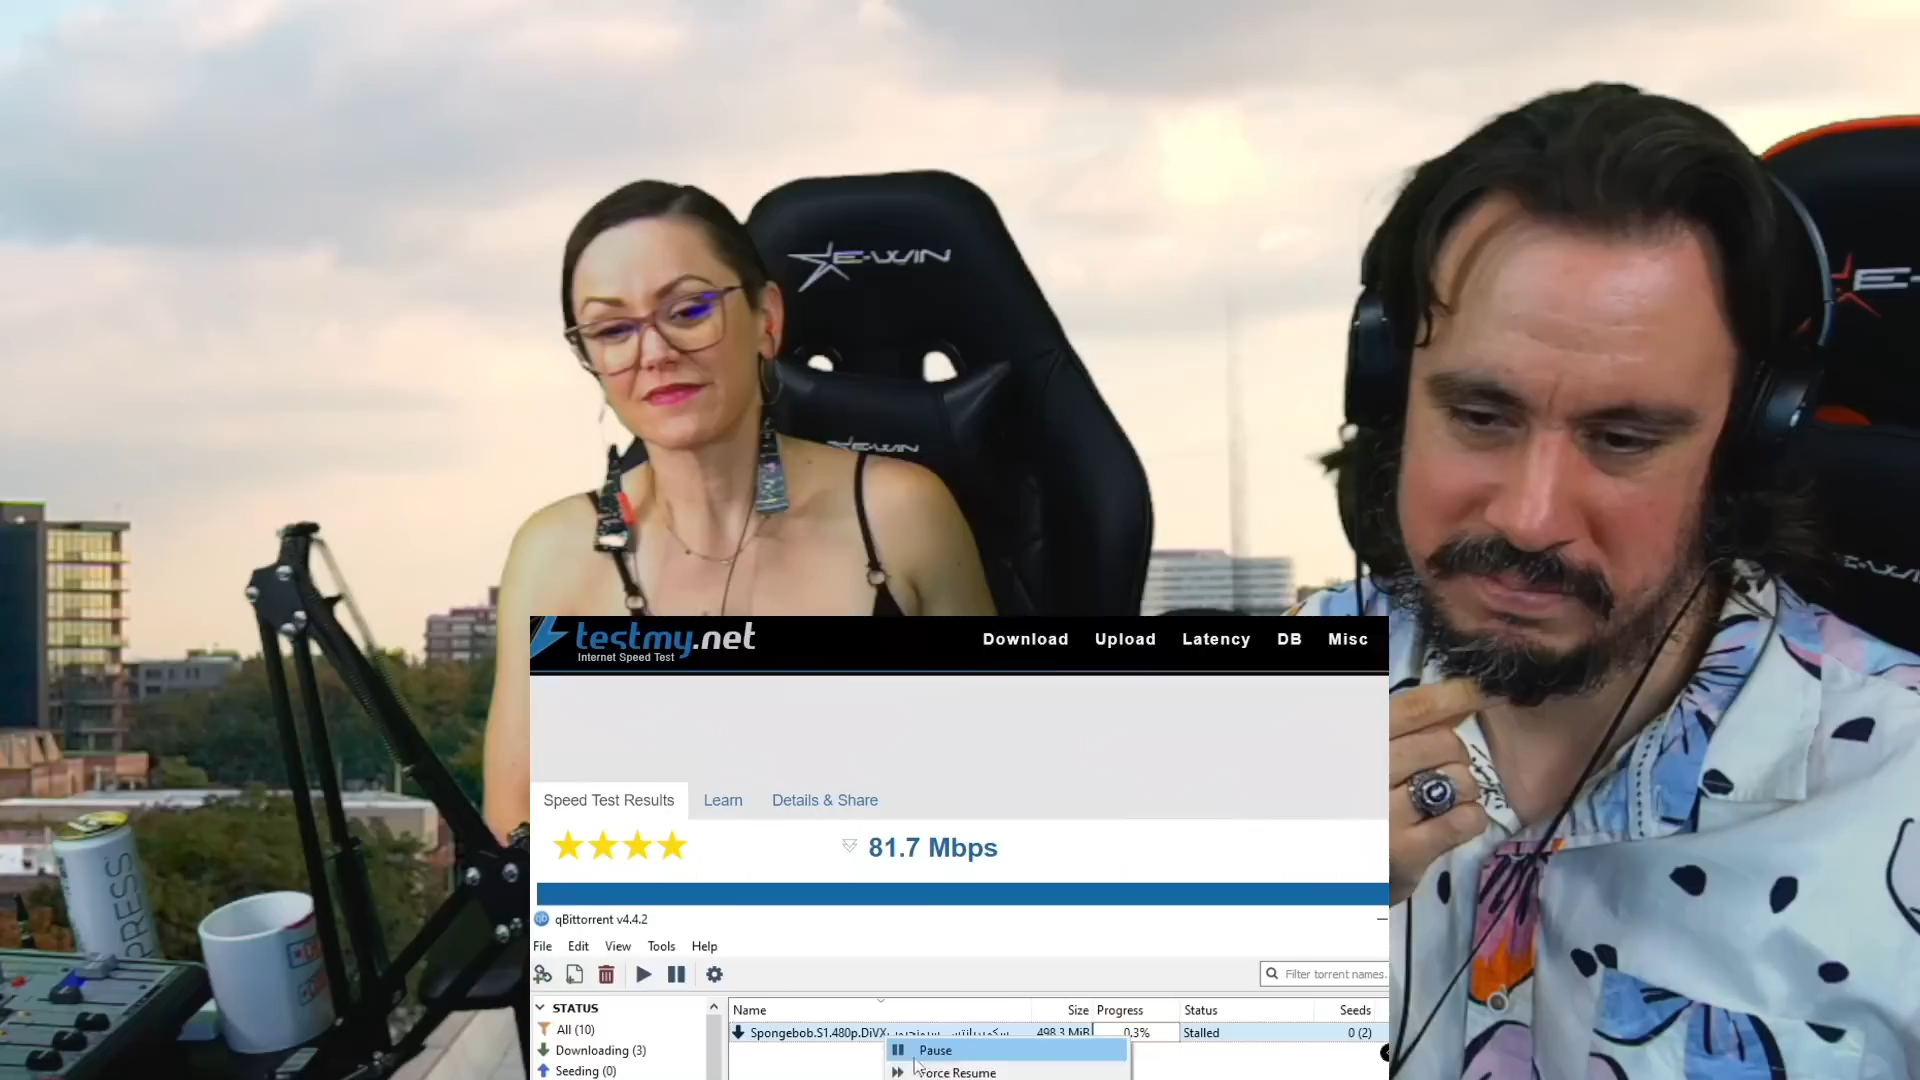 E-WIN
E-WIN
testmy.net
Internet Speed Test
Download Upload Latency DB Misc
Speed Test Results Learn Details & Share
81.7 Mbps
qBittorrent v4.4.2
File Edit View Tools Help
Filter torrent names.
STATUS
Name Size Progress Status Seeds
All (10)
Spongebob.S1.480p.DiVX 498.3 MiB 0.3% Stalled 0 (2)
Downloading (3)
Pause
Seeding (0)
Force Resume
PRESS